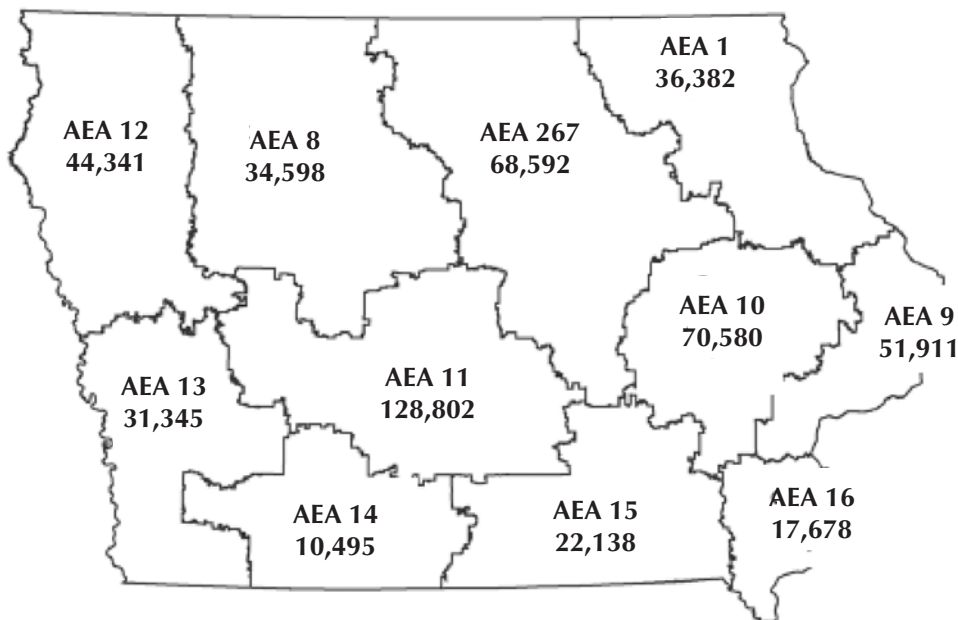 AEA 1
36,382
AEA 12
44,341
AEA 8
34,598
AEA 267
68,592
AEA 10
70,580
AEA 9
51,911
AEA 13
31,345
AEA 11
128,802
AEA 14
10,495
AEA 15
22,138
AEA 16
17,678